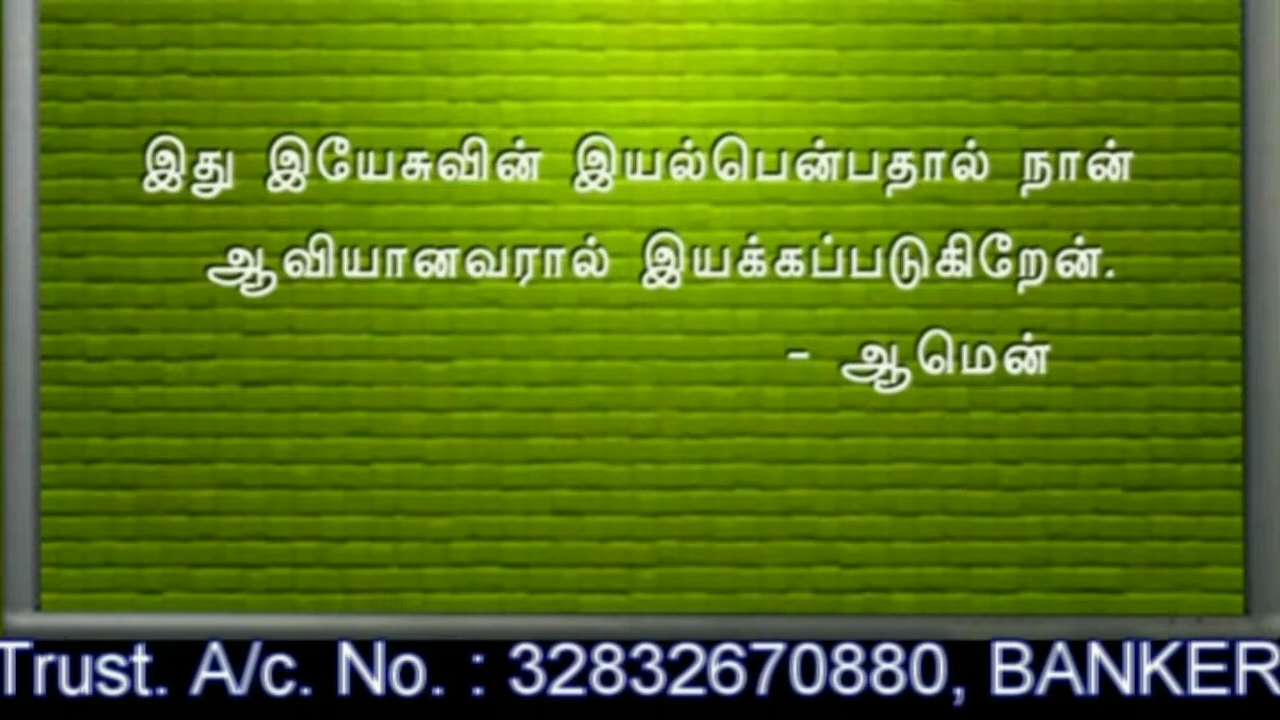 இது இயேசுவின் இயல்பென்பதால் நான்
ஆவியானவரால் இயக்கப்படுகிறேன்.
- ஆமென்
Trust. A/c. No. : 32832670880, BANKER